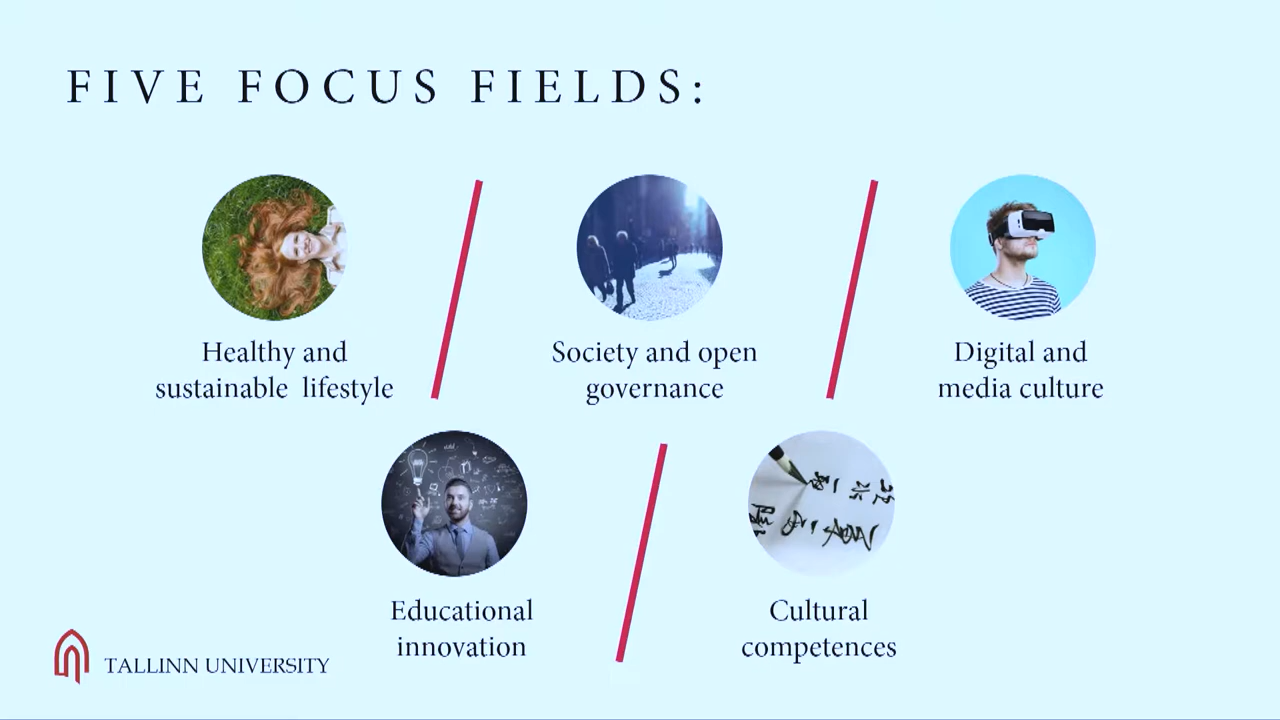 FIVE FOCUS FIELDS:
Healthy and
sustainable lifestyle
Society and open
governance
Digital and
media culture
Educational
innovation
Cultural
competences
TALLINN UNIVERSITY